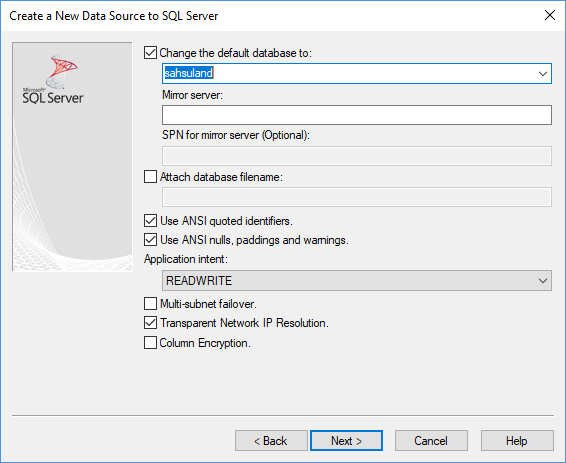 Create a New Data Source to SQL Server
Microsoft
SQL Server
Change the default database to:
sahsuland
Mirror server:
SPN for mirror server (Optional):
Attach database filename:
Use ANSI quoted identifiers.
Use ANSI nulls, paddings and warnings.
Application intent:
READWRITE
Multi-subnet failover.
Transparent Network IP Resolution.
Column Encryption.
< Back
Next >
Cancel
Help